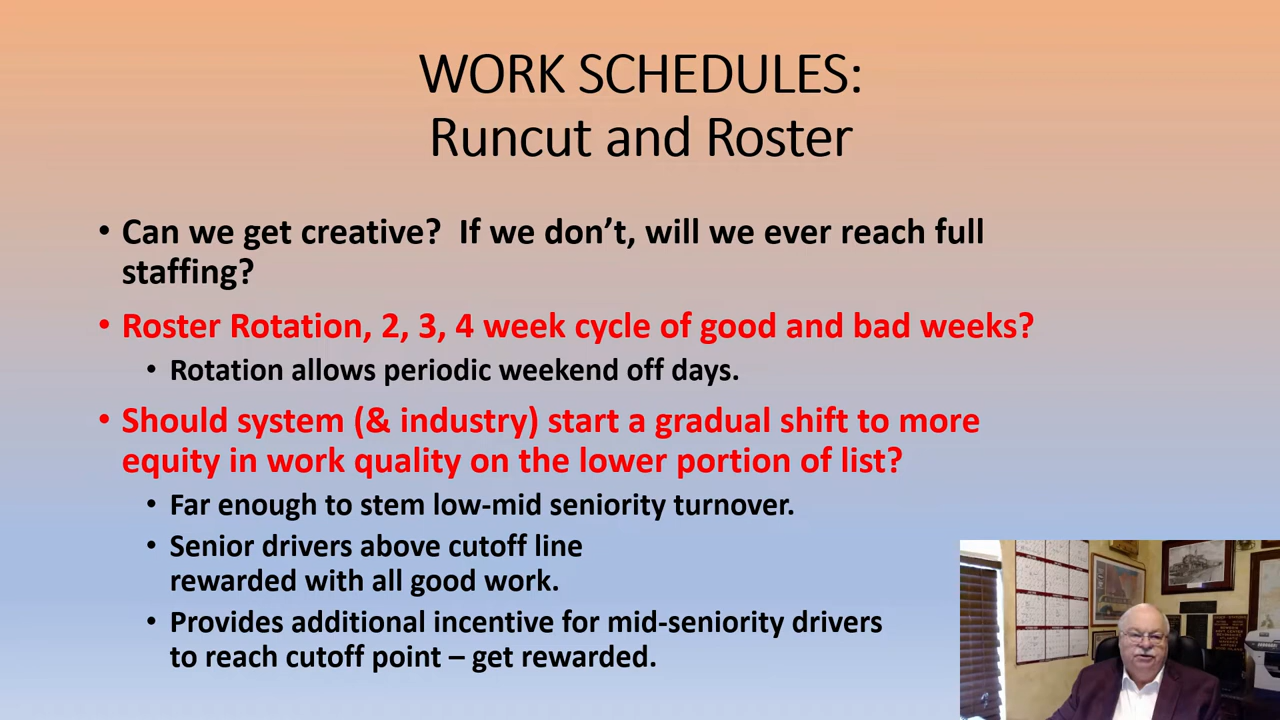 WORK SCHEDULES:
Runcut and Roster
• Can we get creative?  If we don’t, will we ever reach full
staffing?
• Roster Rotation, 2, 3, 4 week cycle of good and bad weeks?
• Rotation allows periodic weekend off days.
• Should system (& industry) start a gradual shift to more
equity in work quality on the lower portion of list?
• Far enough to stem low-mid seniority turnover.
• Senior drivers above cutoff line
rewarded with all good work.
• Provides additional incentive for mid-seniority drivers
to reach cutoff point – get rewarded.